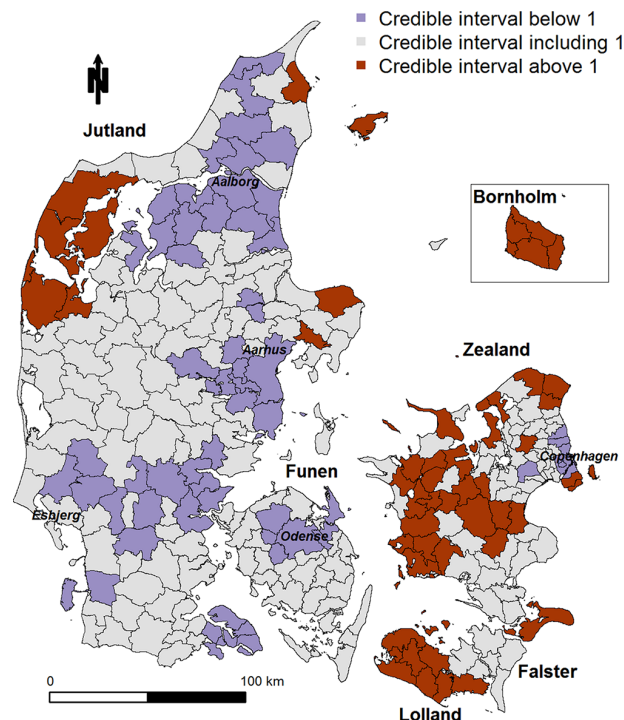 Credible interval below 1
Credible interval including 1
Credible interval above 1
N
Jutland
Aalborg
Bornholm
Aarhus
Zealand
Copenhagen
Funen
Esbjerg
Odense
Falster
Lolland
0 100 km